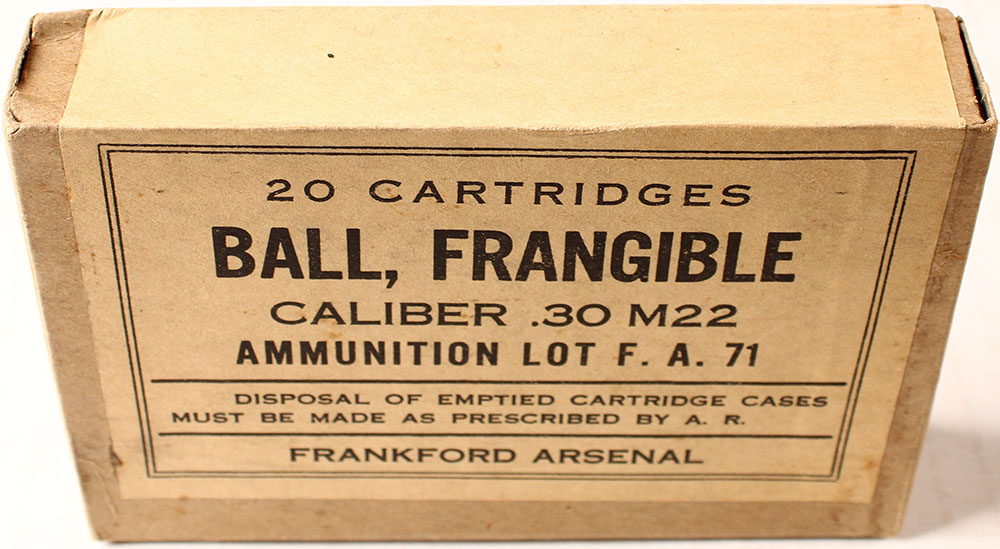 20 CARTRIDGES
BALL, FRANGIBLE
CALIBER .30 M22
AMMUNITION LOT F. A. 71
DISPOSAL OF EMPTIED CARTRIDGE CASES
MUST BE MADE AS PRESCRIBED BY A. R.
FRANKFORD ARSENAL